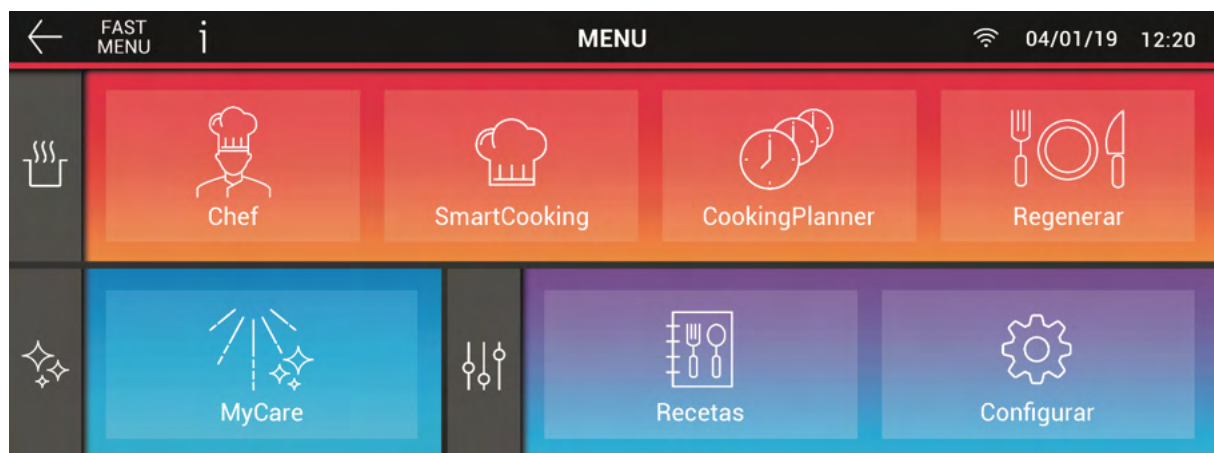 FAST
MENU
i
MENU
04/01/19 12:20
Chef
SmartCooking
CookingPlanner
Regenerar
MyCare
Recetas
Configurar